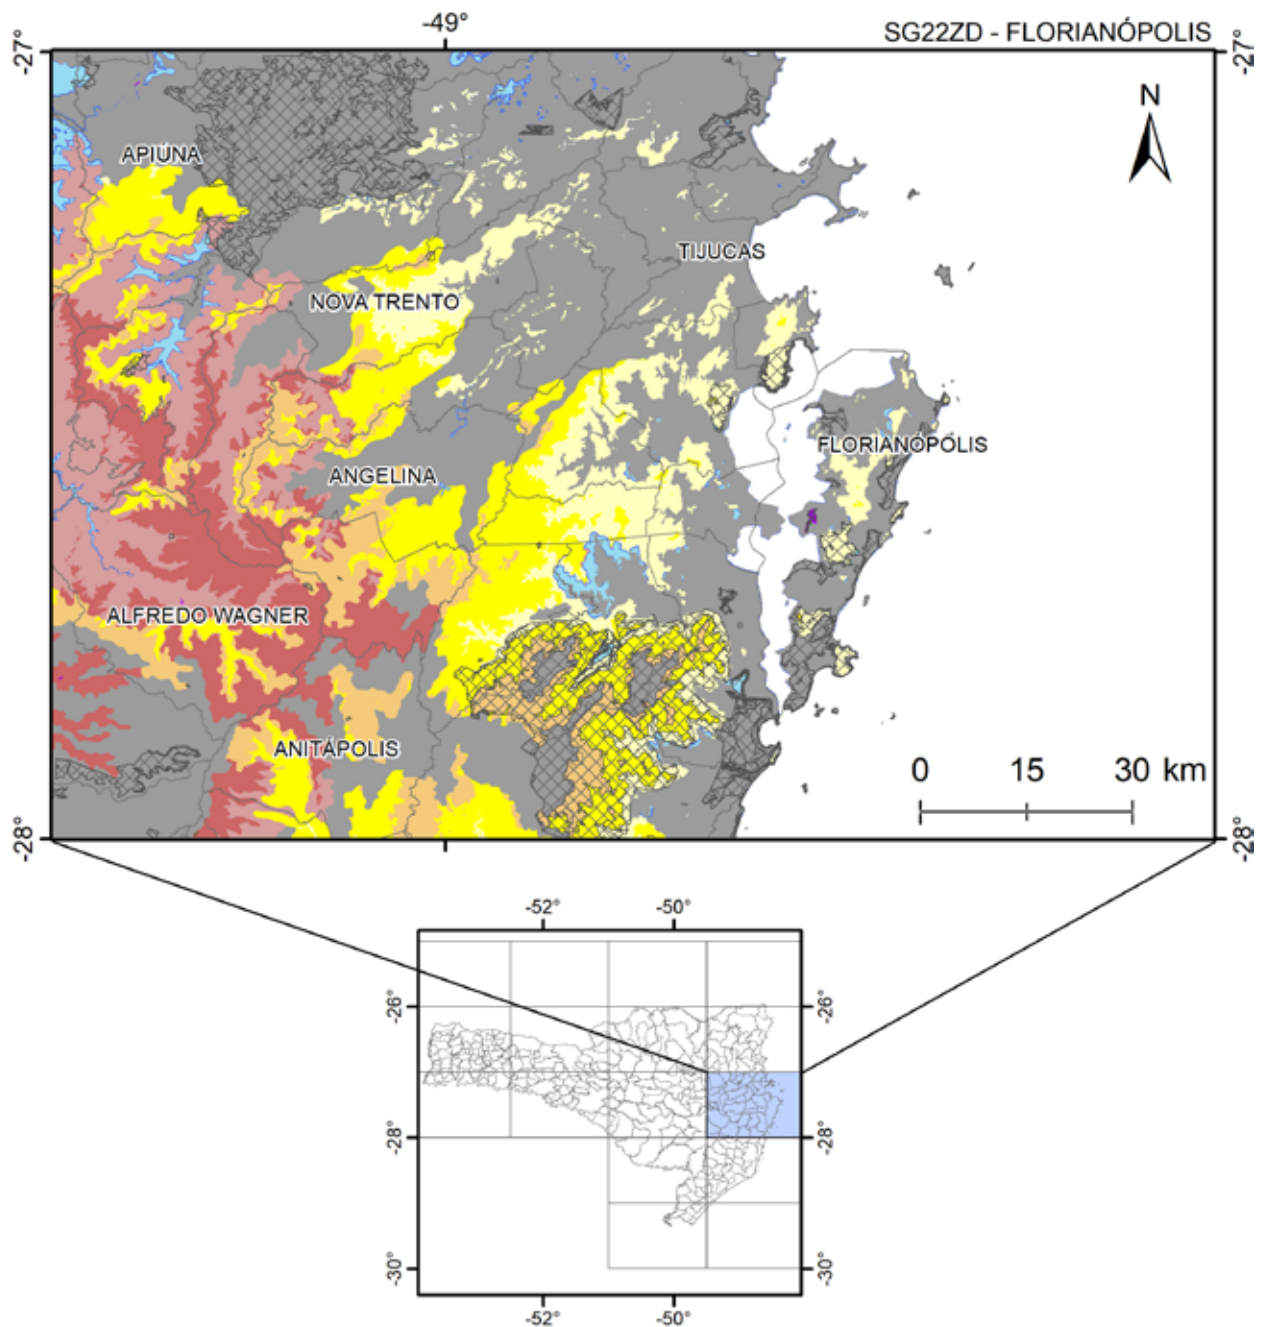 -49°
SG22ZD - FLORIANÓPOLIS
-27°
-27°
N
APIÚNA
TIJUCAS
NOVA TRENTO
FLORIANÓPOLIS
ANGELINA
ALFREDO WAGNER
ANITÁPOLIS
0 15 30 km
-28°
-28°
-52° -50°
-26°
-26°
-28°
-28°
-30°
-30°
-52° -50°